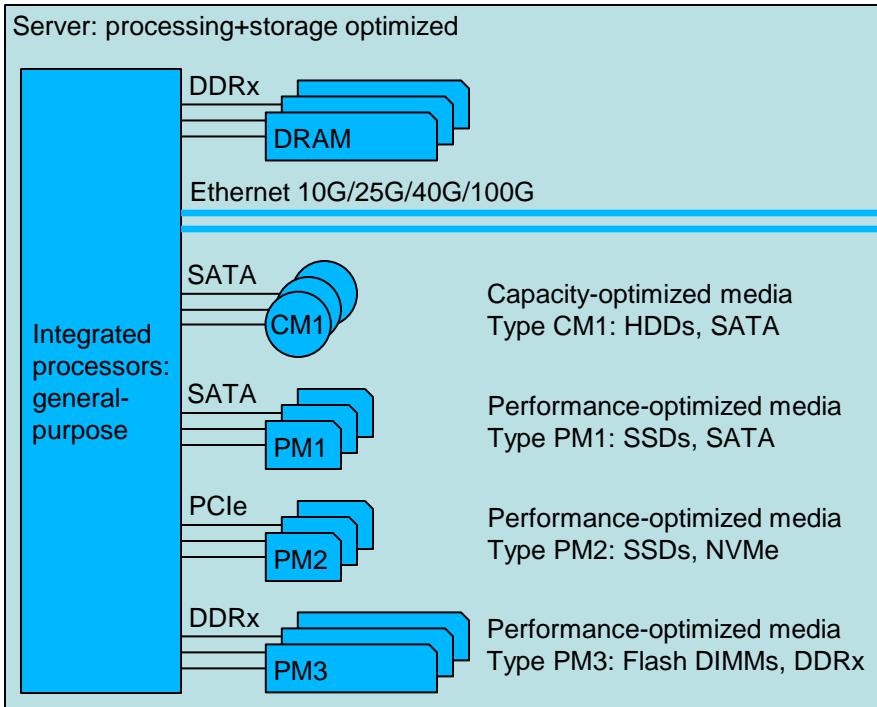 Server: processing+storage optimized
DDRx
DRAM
Ethernet 10G/25G/40G/100G
Integrated
processors:
general-
purpose
SATA
CM1
Capacity-optimized media
Type CM1: HDDs, SATA
SATA
PM1
Performance-optimized media
Type PM1: SSDs, SATA
PCIe
PM2
Performance-optimized media
Type PM2: SSDs, NVMe
DDRx
PM3
Performance-optimized media
Type PM3: Flash DIMMs, DDRx